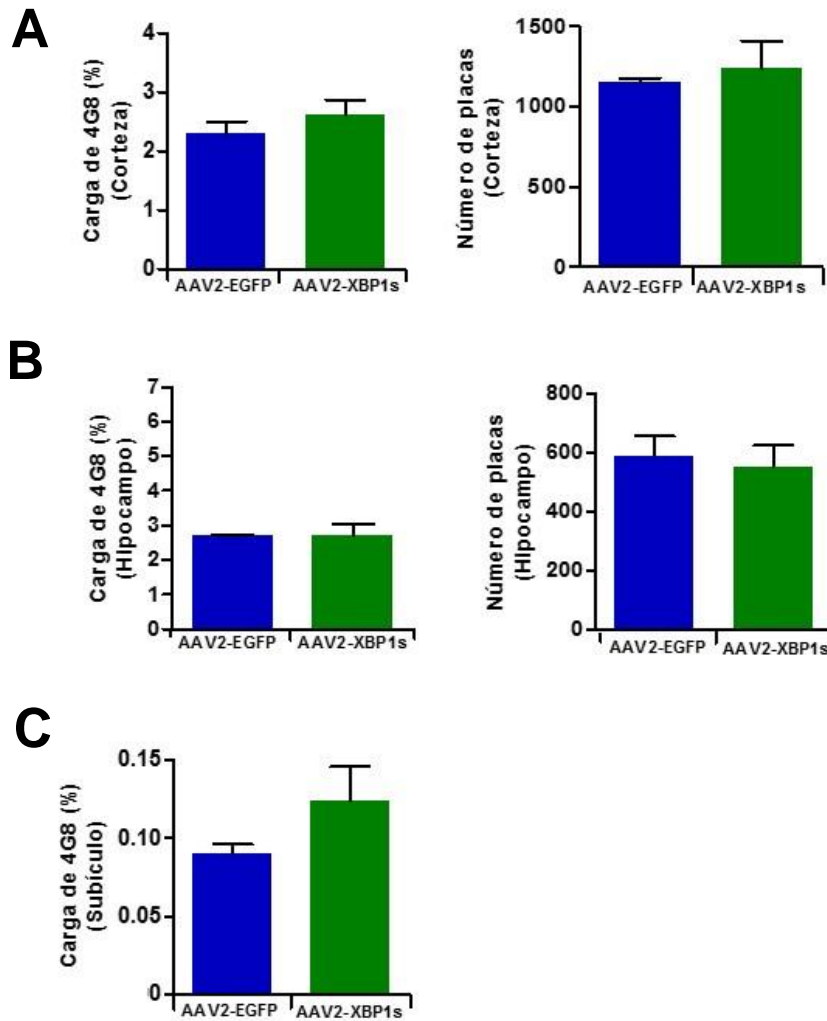 A
Carga de 4G8 (%)
(Corteza)
4
3
2
1
0
AAV2-EGFP AAV2-XBP1s
Número de placas
(Corteza)
1500
1000
500
0
AAV2-EGFP AAV2-XBP1s
B
Carga de 4G8 (%)
(HIpocampo)
7
6
5
4
3
2
1
0
AAV2-EGFP AAV2-XBP1s
Número de placas
(HIpocampo)
800
600
400
200
0
AAV2-EGFP AAV2-XBP1s
C
Carga de 4G8 (%)
(Subículo)
0.15
0.10
0.05
0
AAV2-EGFP AAV2-XBP1s